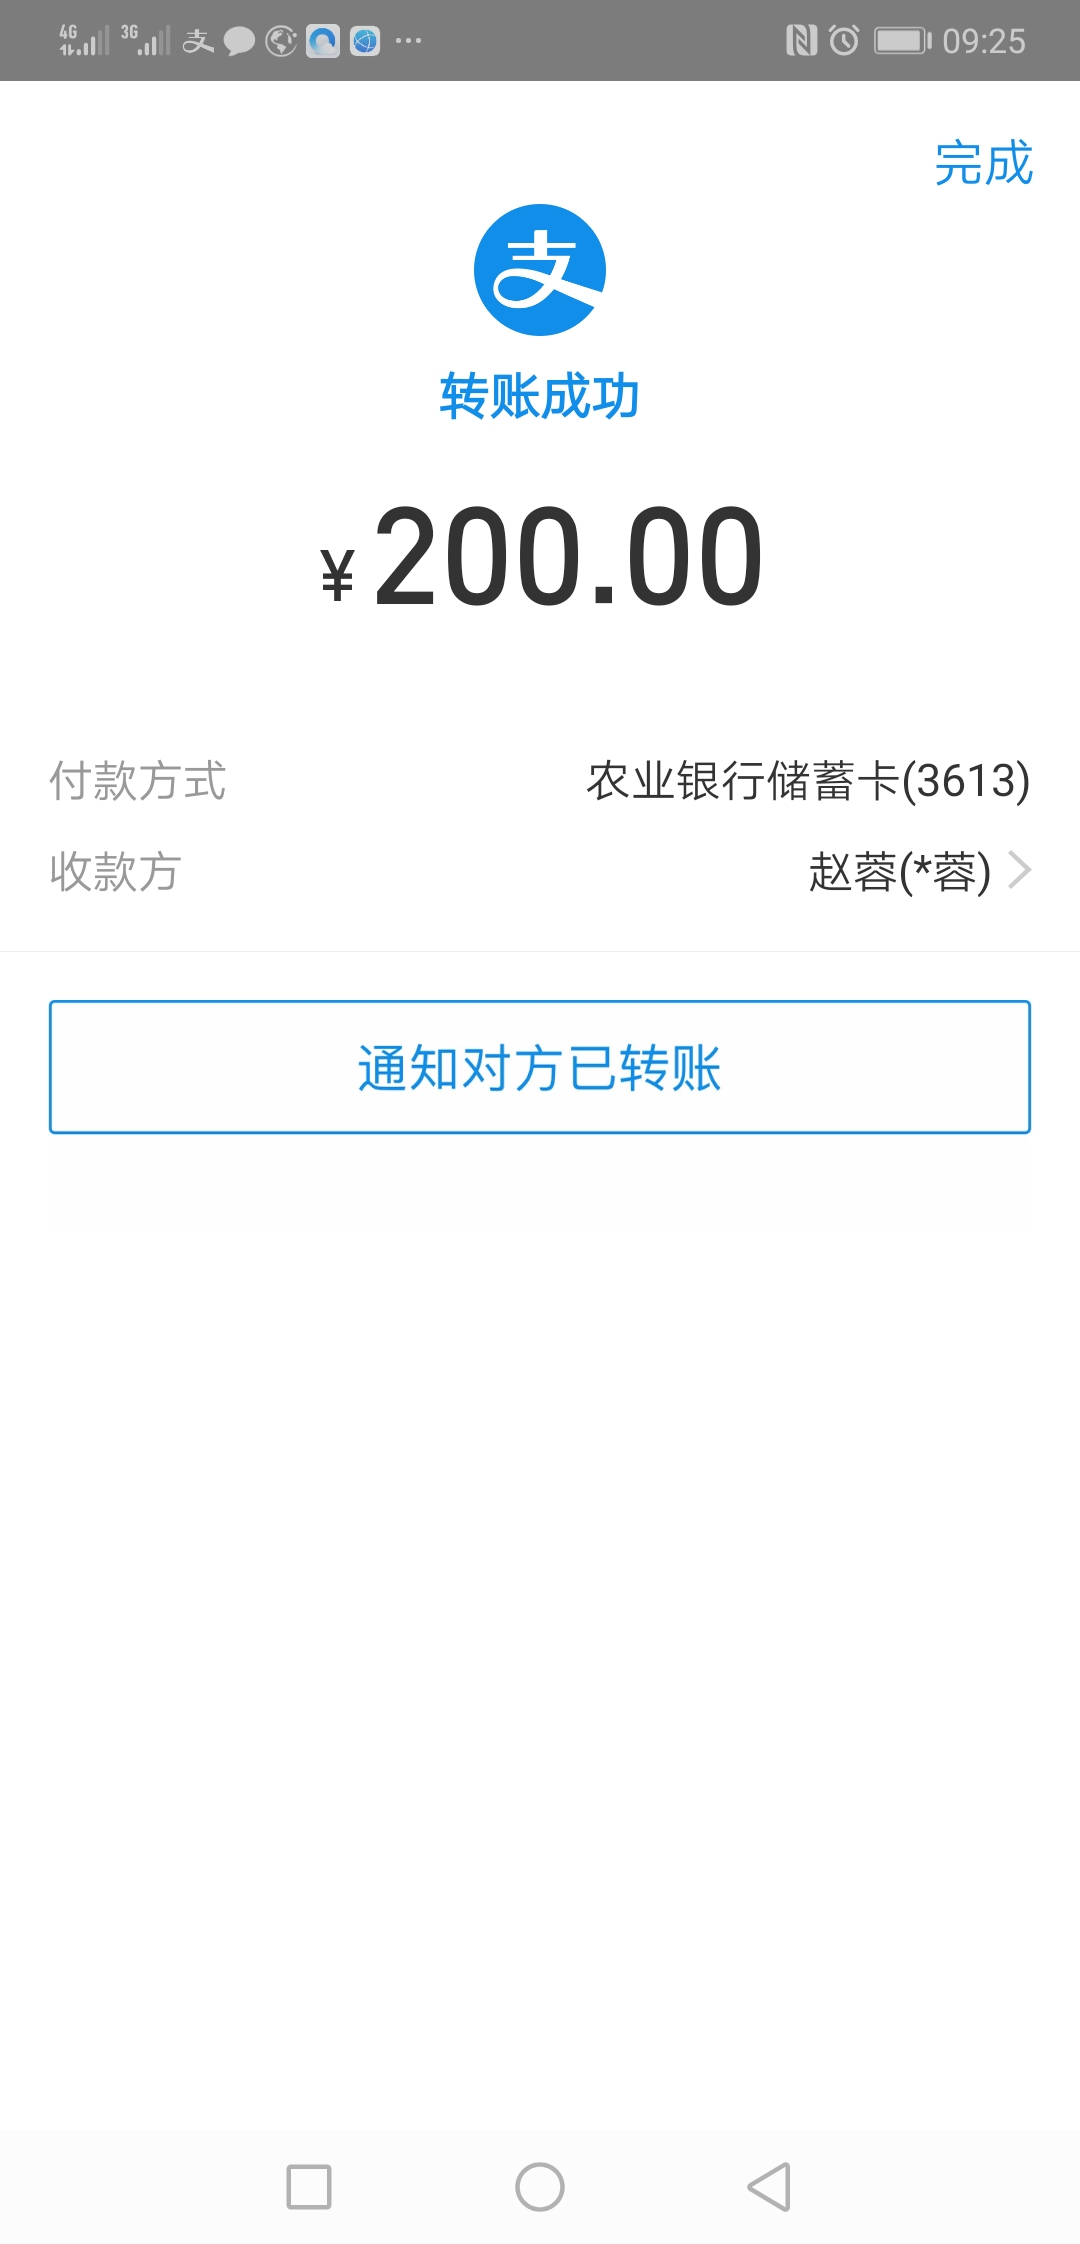 4G 3G 09:25
完成
支
转账成功
¥200.00
付款方式 农业银行储蓄卡(3613)
收款方 赵蓉(*蓉)
通知对方已转账